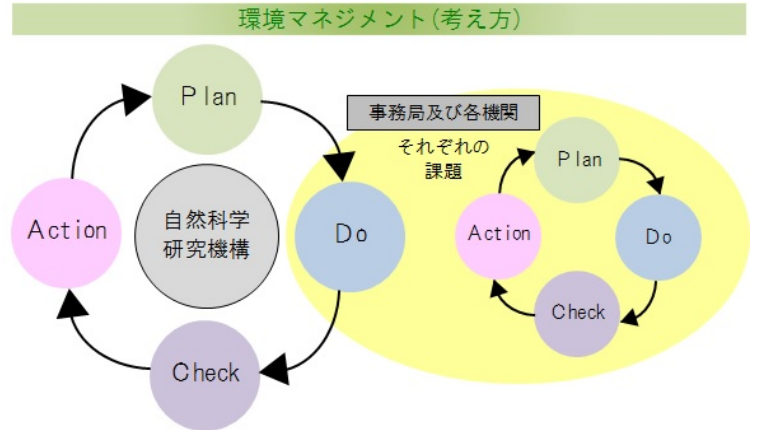 環境マネジメント(考え方)
Plan
Do
Check
Action
自然科学
研究機構
事務局及び各機関
それぞれの
課題
Plan
Do
Check
Action